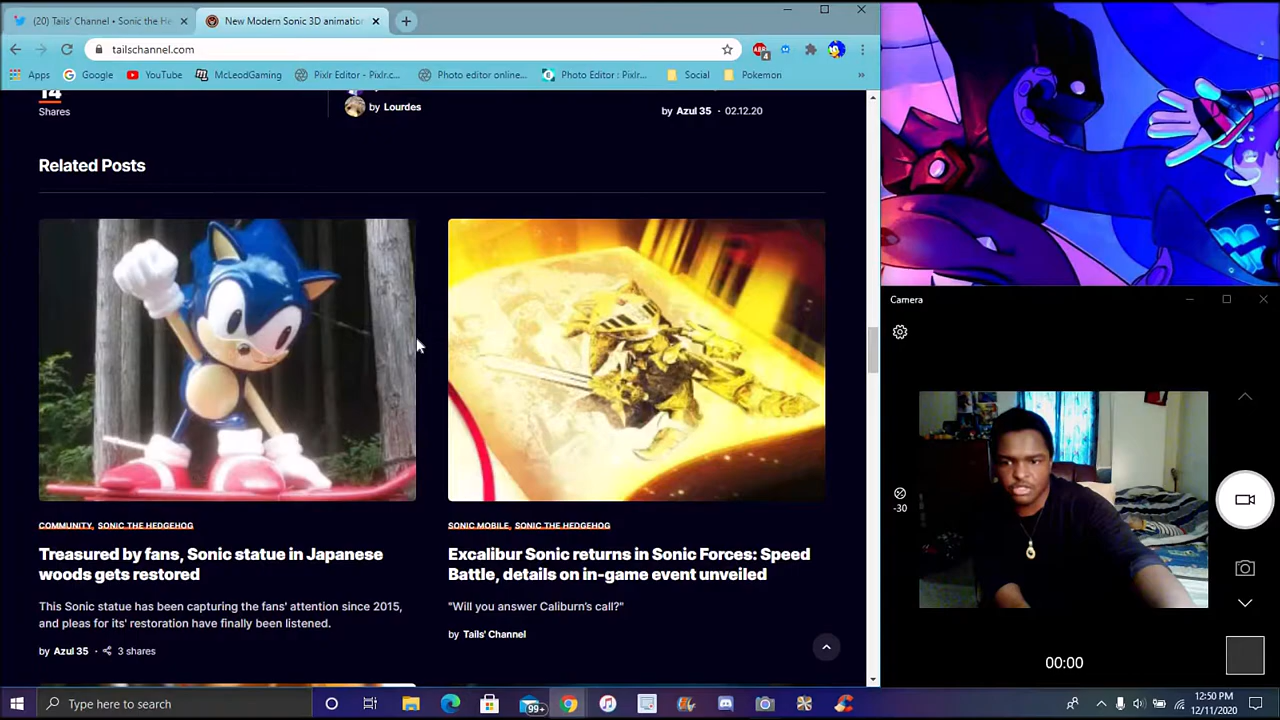 (20) Tails' Channel • Sonic the He
New Modern Sonic 3D animation
tailschannel.com
ABP
4
Apps
Google
YouTube
McLeodGaming
Pixlr Editor - Pixlr.c...
Photo editor online...
Photo Editor : Pixlr...
Social
Pokemon
14
Shares
by Lourdes
by Azul 35 · 02.12.20
Related Posts
COMMUNITY, SONIC THE HEDGEHOG
Treasured by fans, Sonic statue in Japanese
woods gets restored
This Sonic statue has been capturing the fans' attention since 2015,
and pleas for its' restoration have finally been listened.
by Azul 35 · 3 shares
SONIC MOBILE, SONIC THE HEDGEHOG
Excalibur Sonic returns in Sonic Forces: Speed
Battle, details on in-game event unveiled
"Will you answer Caliburn's call?"
by Tails' Channel
Camera
-30
00:00
Type here to search
99+
12:50 PM
12/11/2020